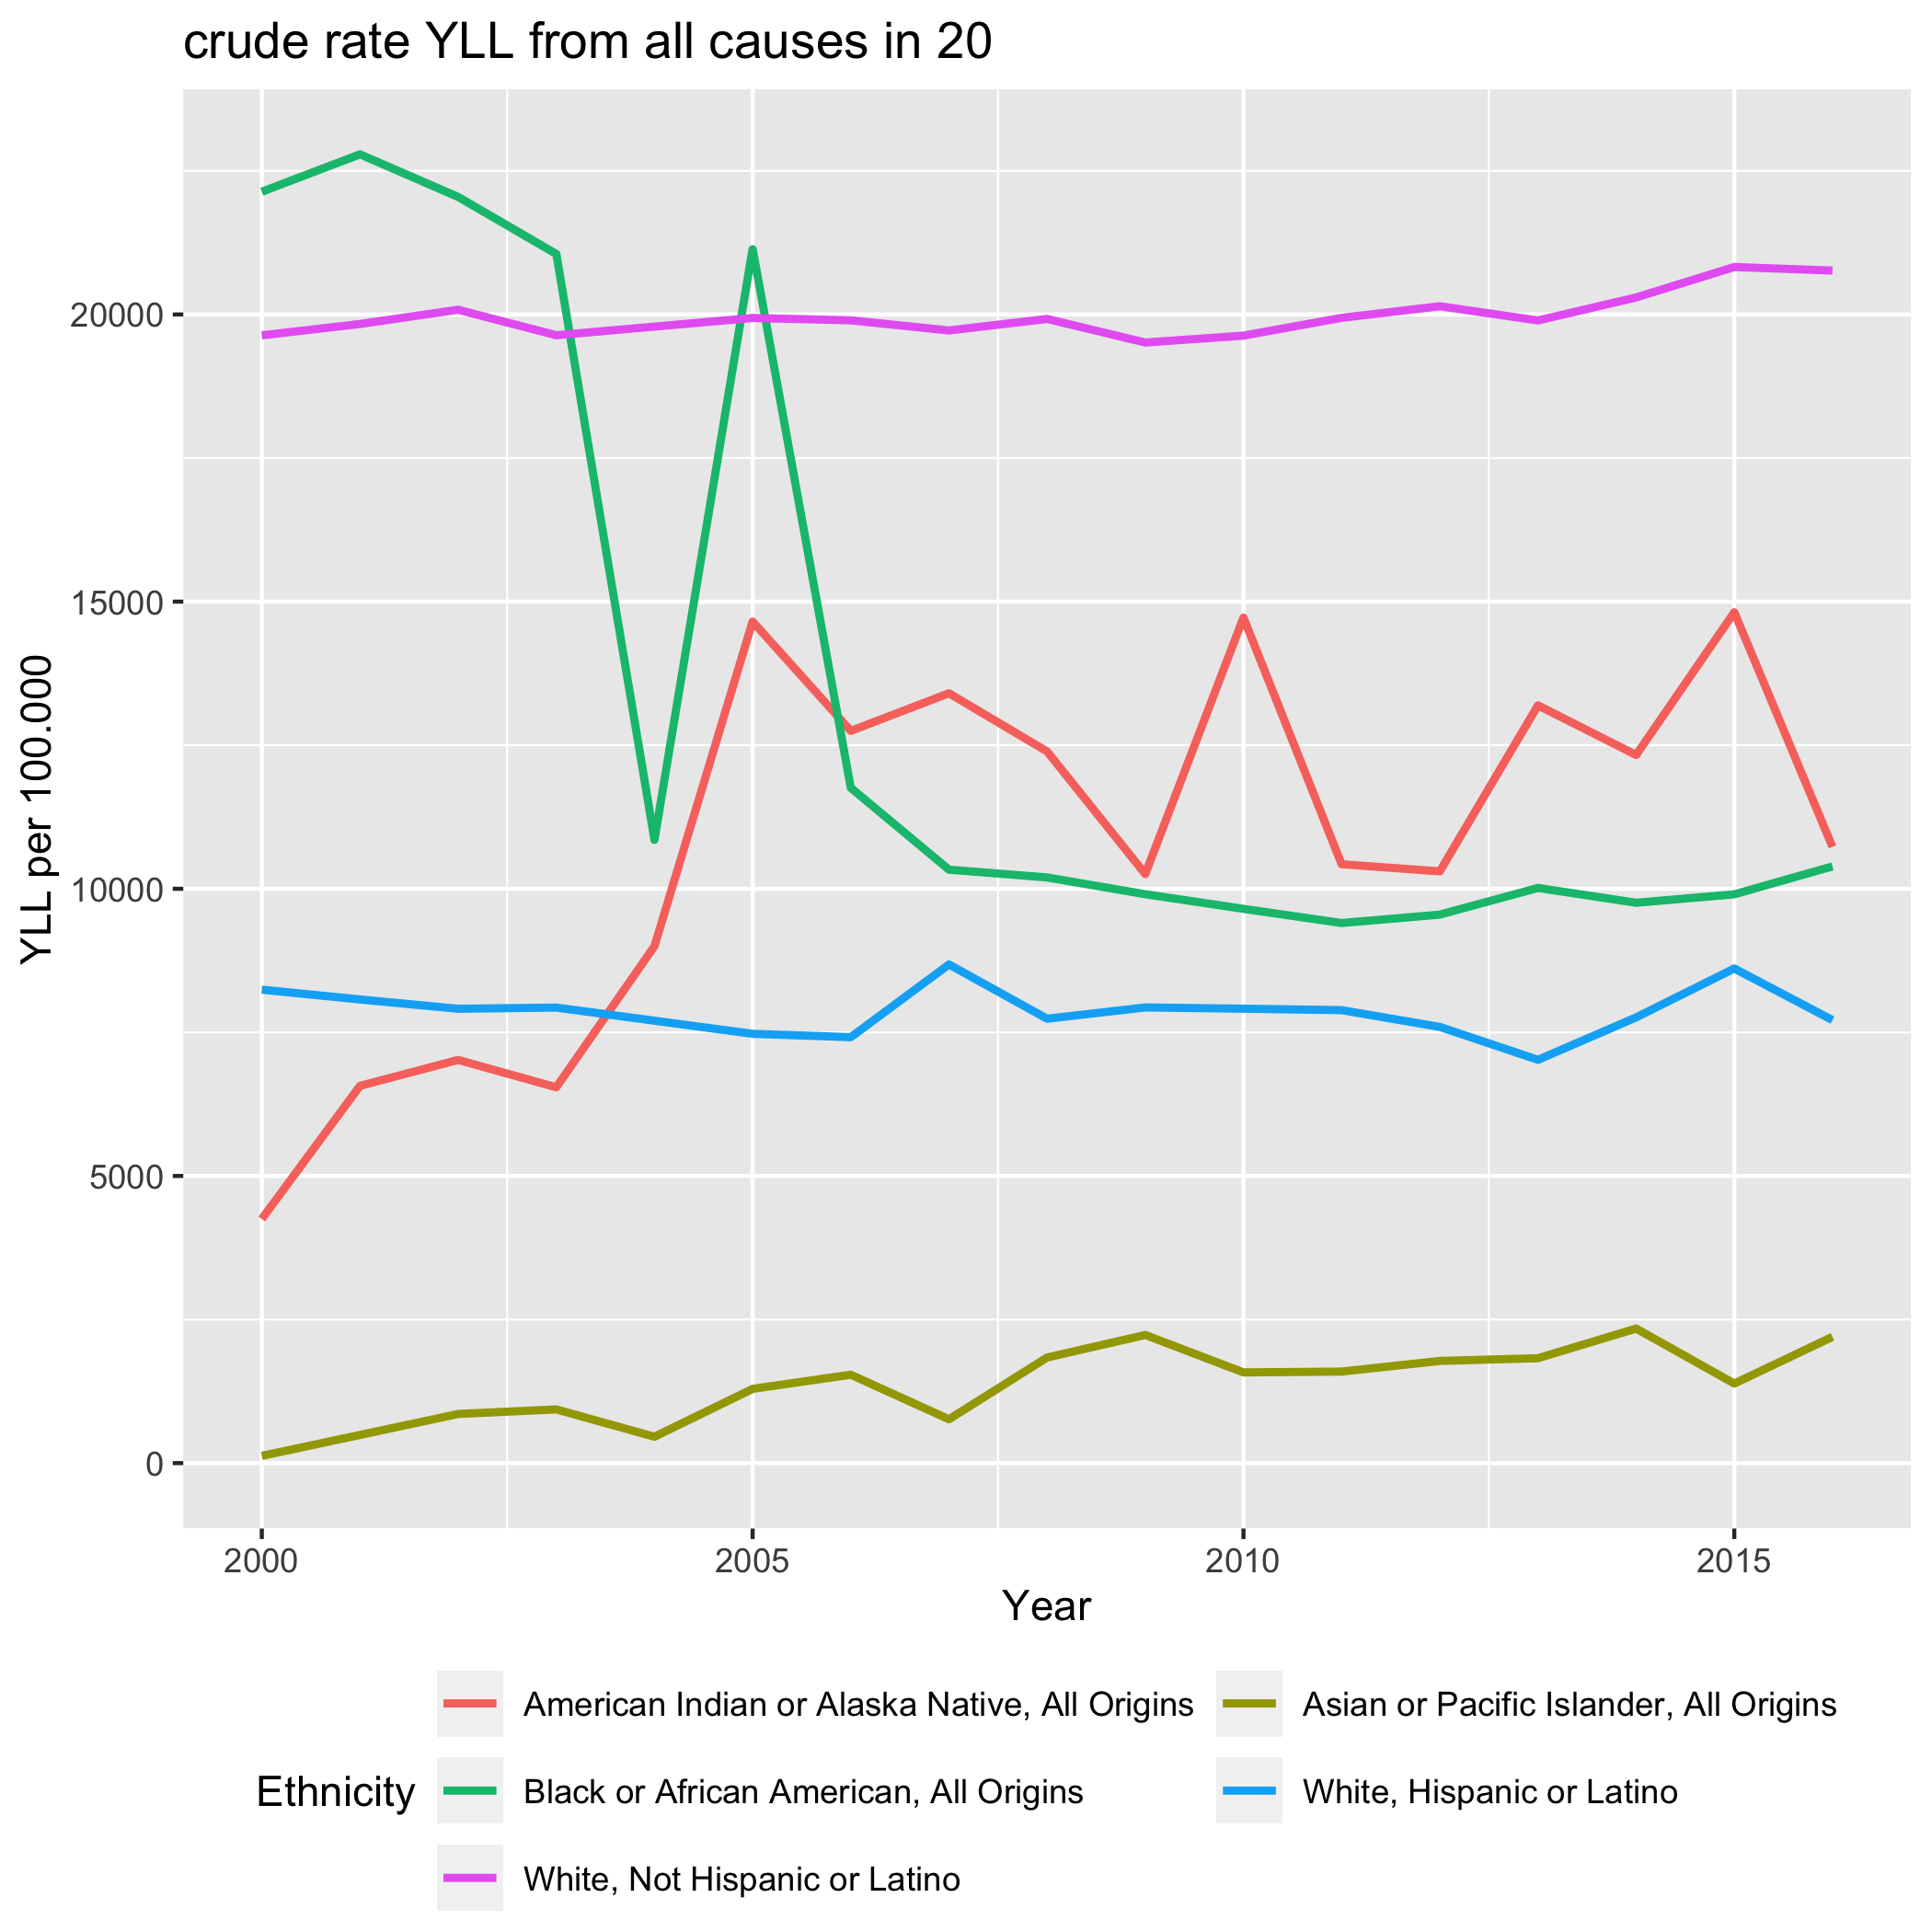 crude rate YLL from all causes in 20
YLL per 100.000
20000
15000
10000
5000
0
2000 2005 2010 2015
Year
Ethnicity
American Indian or Alaska Native, All Origins
Asian or Pacific Islander, All Origins
Black or African American, All Origins
White, Hispanic or Latino
White, Not Hispanic or Latino